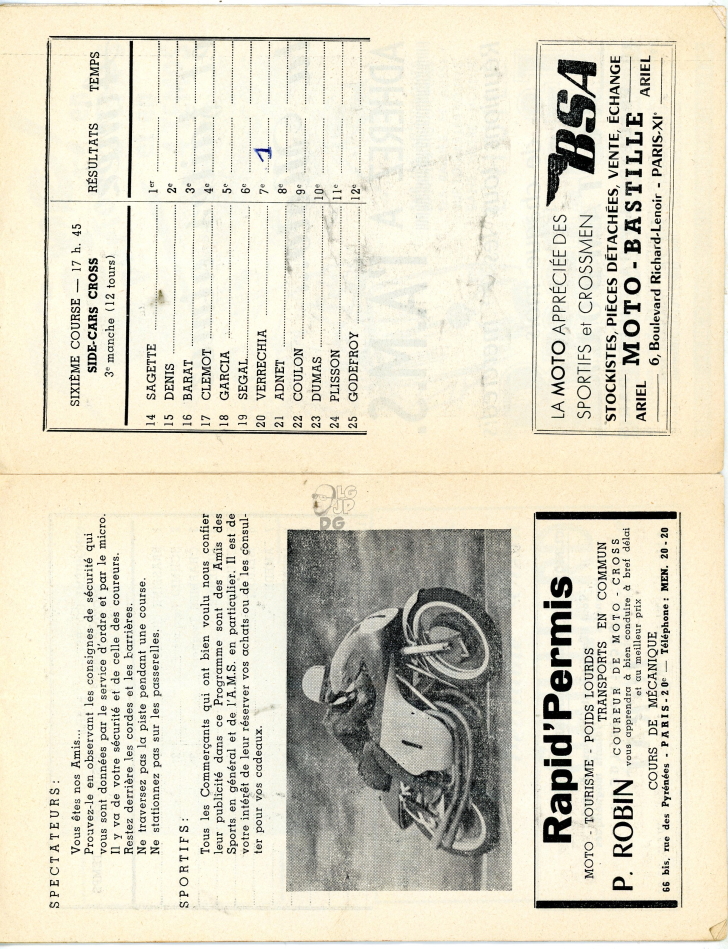 SPECTATEURS:
Vous êtes nos Amis...
Prouvez-le en observant les consignes de sécurité qui
vous sont données par le service d'ordre et par le micro.
Il y va de votre sécurité et de celle des coureurs.
Restez derrière les cordes et les barrières.
Ne traversez pas la piste pendant une course.
Ne stationnez pas sur les passerelles.
SPORTIFS:
Tous les Commerçants qui ont bien voulu nous confier
leur publicité dans ce Programme sont des Amis des
Sports en général et de l'A.M.S. en particulier. Il est de
votre intérêt de leur réserver vos achats ou de les consul-
ter pour vos cadeaux.
1
Rapid'Permis
MOTO - TOURISME - POIDS LOURDS
TRANSPORTS EN COMMUN
P. ROBIN COUREUR DE MOTO-CROSS
vous apprendra à bien conduire à bref délai
et au meilleur prix
COURS DE MÉCANIQUE
66 bis, rue des Pyrénées - PARIS-20e — Téléphone: MEN. 20-20
SIXIÈME COURSE — 17 h. 45
SIDE-CARS CROSS
3e manche (12 tours)
RÉSULTATS TEMPS
14 SAGETTE 1er
15 DENIS 2e
16 BARAT 3e
17 CLEMOT 4e
18 GARCIA 5e
19 SEGAL 6e
20 VERRECHIA 7e 1
21 ADNET 8e
22 COULON 9e
23 DUMAS 10e
24 PLISSON 11e
25 GODEFROY 12e
LA MOTO APPRÉCIÉE DES
SPORTIFS et CROSSMEN
BSA
STOCKISTES, PIÈCES DÉTACHÉES, VENTE, ÉCHANGE
ARIEL MOTO-BASTILLE ARIEL
6, Boulevard Richard-Lenoir - PARIS-XIe
LG
JP
DG